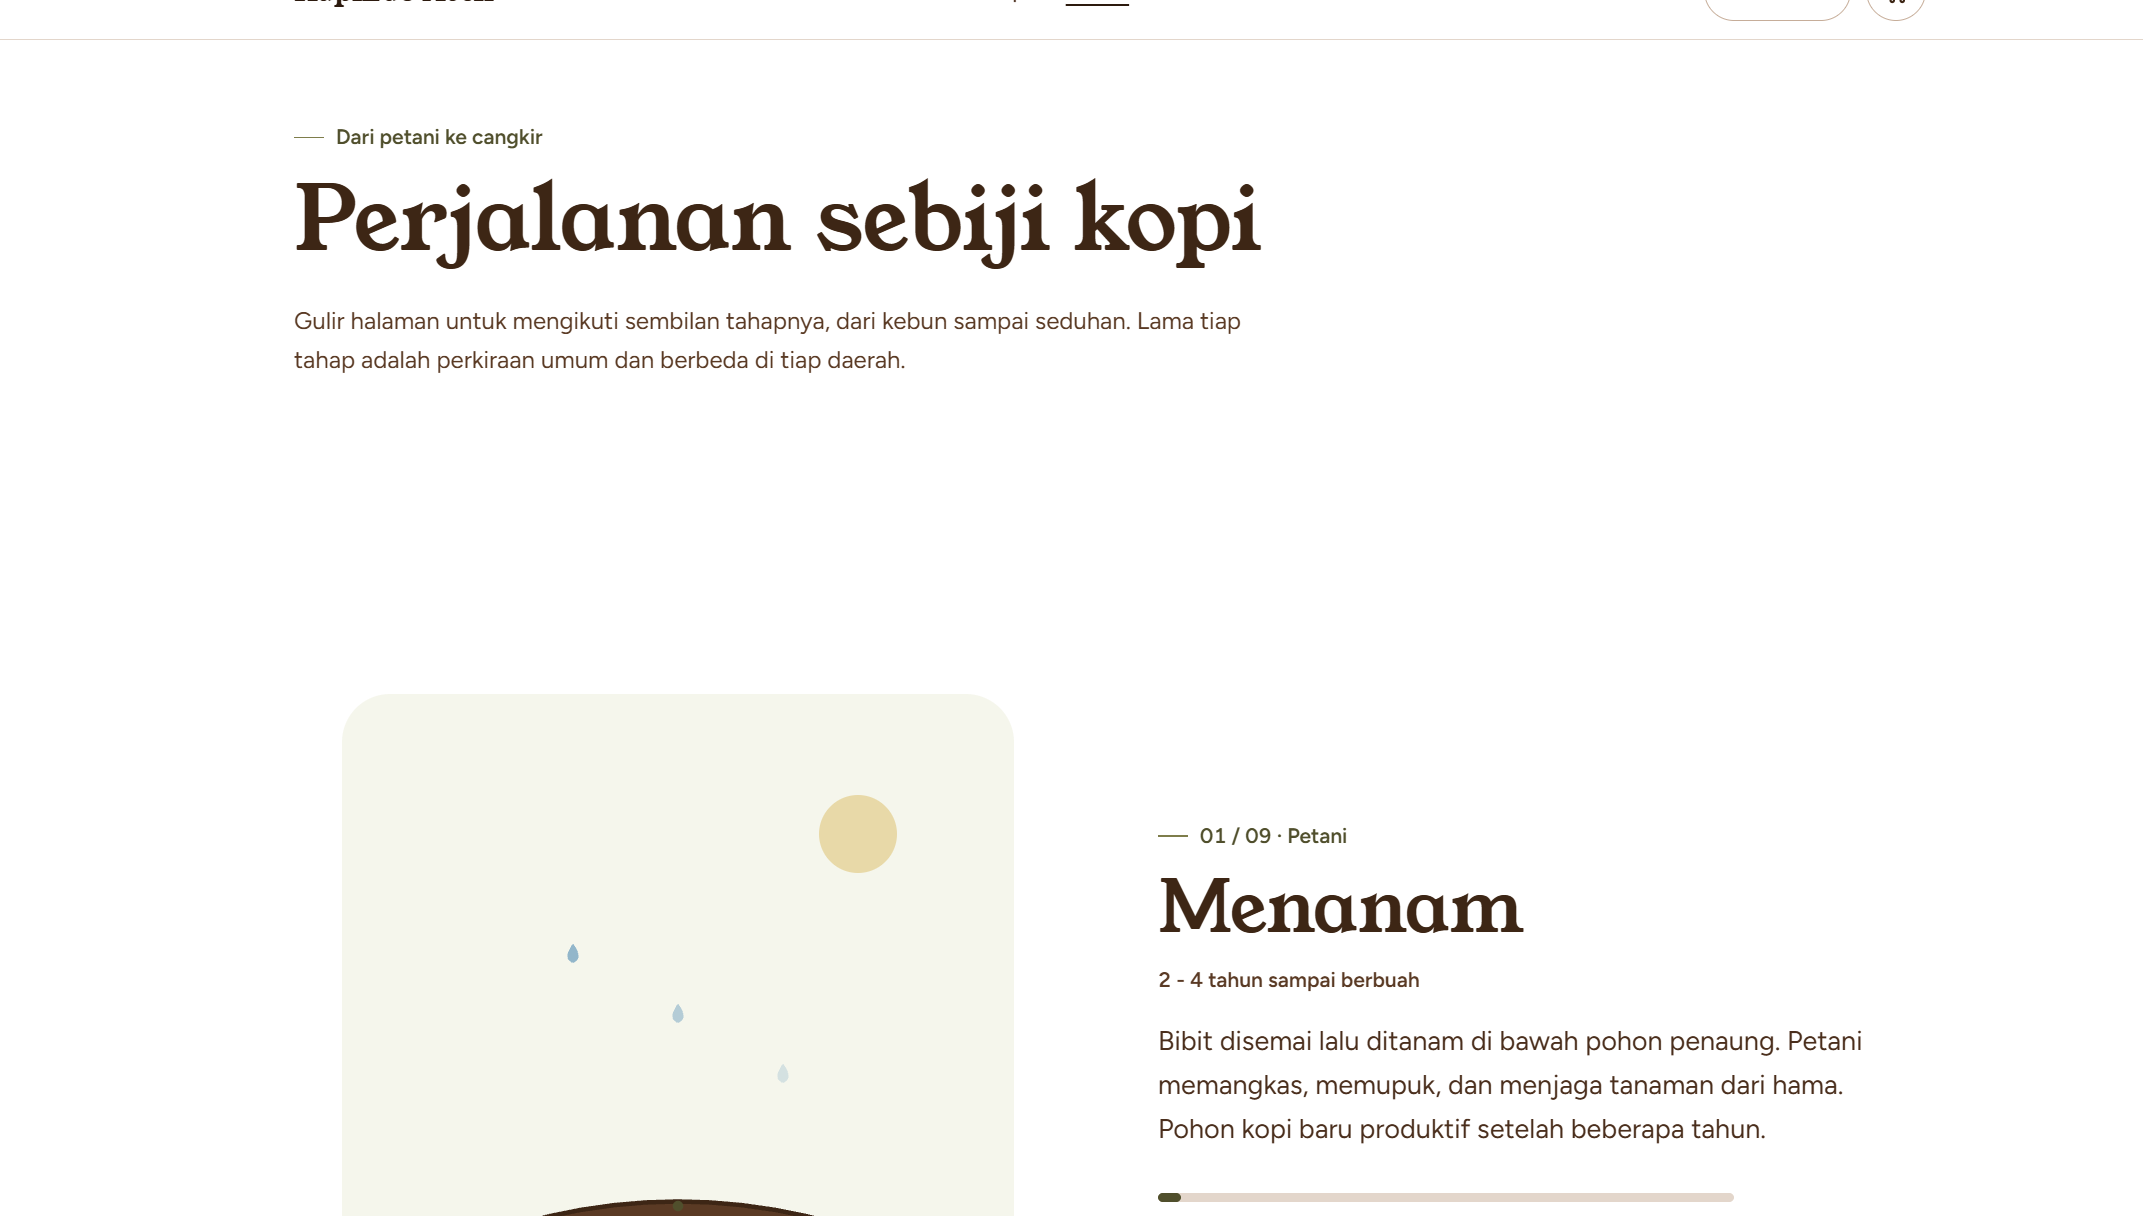 Dari petani ke cangkir
Perjalanan sebiji kopi
Gulir halaman untuk mengikuti sembilan tahapnya, dari kebun sampai seduhan. Lama tiap
tahap adalah perkiraan umum dan berbeda di tiap daerah.
01 / 09 · Petani
Menanam
2 - 4 tahun sampai berbuah
Bibit disemai lalu ditanam di bawah pohon penaung. Petani
memangkas, memupuk, dan menjaga tanaman dari hama.
Pohon kopi baru produktif setelah beberapa tahun.